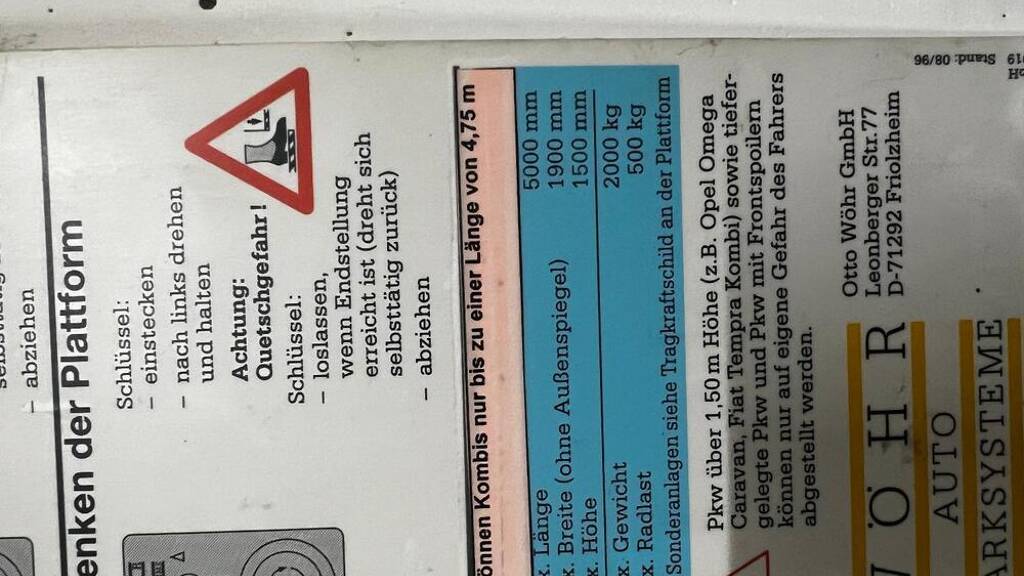 abziehen
enken der Plattform
Schlüssel:
– einstecken
– nach links drehen
und halten
Achtung:
Quetschgefahr!
Schlüssel:
– loslassen,
wenn Endstellung
erreicht ist (dreht sich
selbsttätig zurück)
– abziehen
önnen Kombis nur bis zu einer Länge von 4,75 m
x. Länge 5000 mm
x. Breite (ohne Außenspiegel) 1900 mm
x. Höhe 1500 mm
x. Gewicht 2000 kg
x. Radlast 500 kg
Sonderanlagen siehe Tragkraftschild an der Plattform
Pkw über 1,50 m Höhe (z.B. Opel Omega
Caravan, Fiat Tempra Kombi) sowie tiefer-
gelegte Pkw und Pkw mit Frontspoilern
können nur auf eigene Gefahr des Fahrers
abgestellt werden.
WÖHR
AUTO
ARKSYSTEME
Otto Wöhr GmbH
Leonberger Str. 77
D-71292 Friolzheim
bH
019 Stand: 08/96